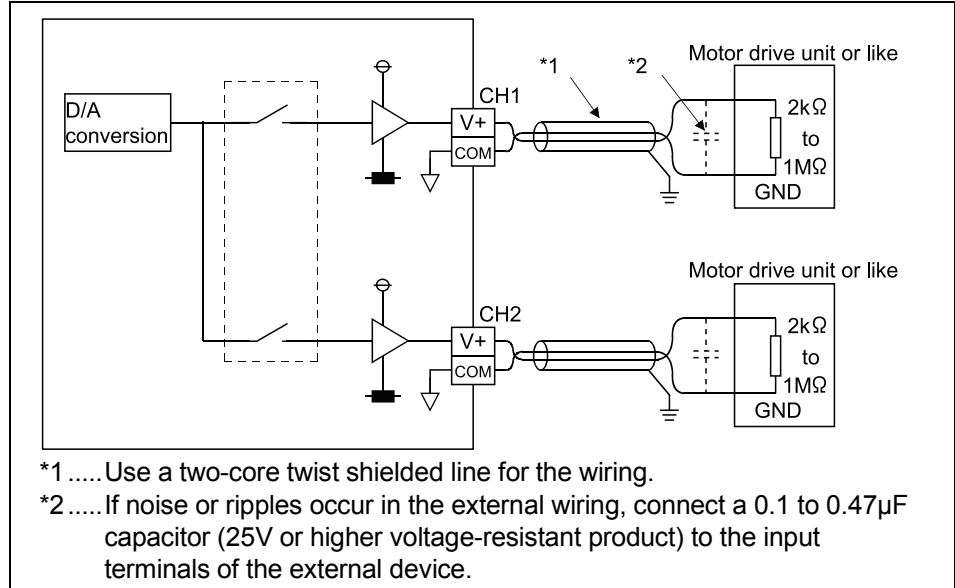 Motor drive unit or like
*1
*2
CH1
D/A
conversion
V+
COM
2kΩ
to
1MΩ
GND
Motor drive unit or like
CH2
V+
COM
2kΩ
to
1MΩ
GND
*1.....Use a two-core twist shielded line for the wiring.
*2.....If noise or ripples occur in the external wiring, connect a 0.1 to 0.47µF
capacitor (25V or higher voltage-resistant product) to the input
terminals of the external device.